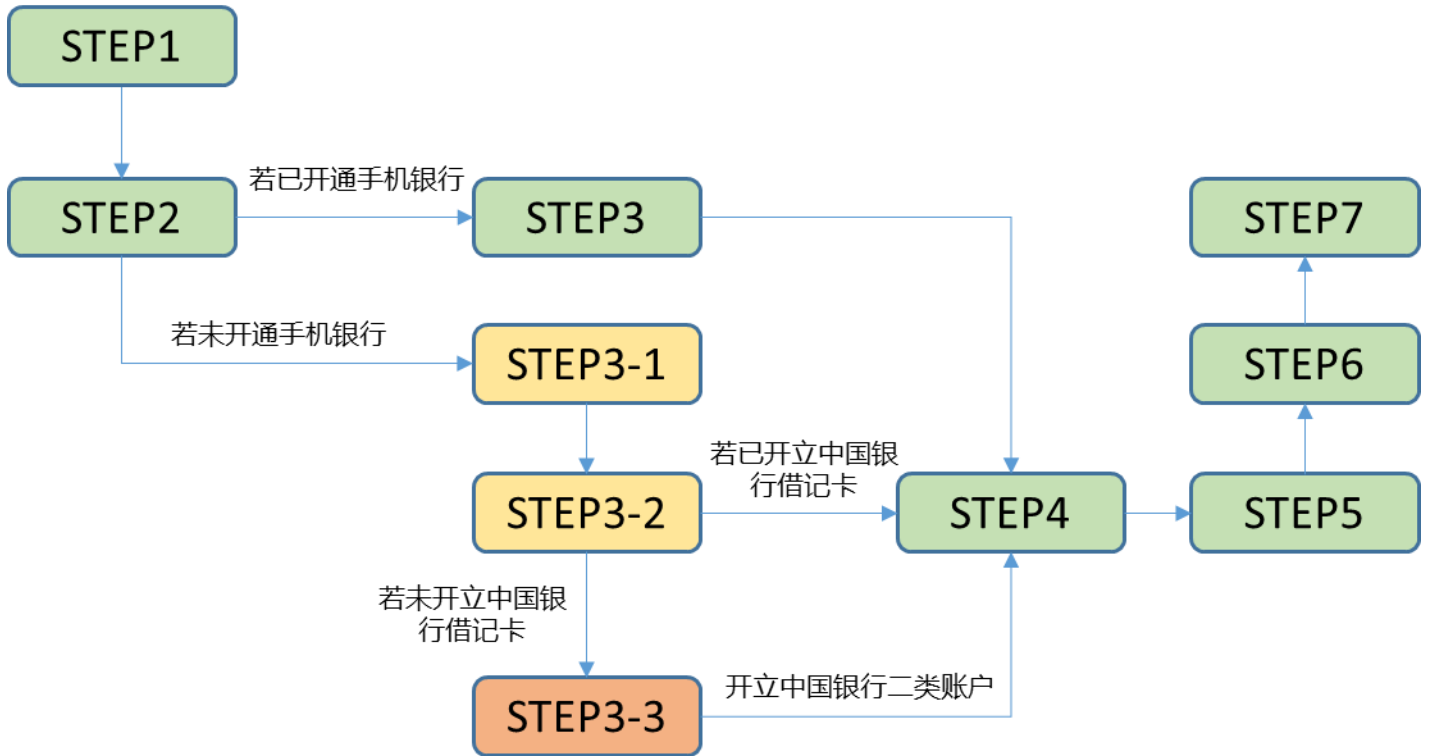 STEP1
若已开通手机银行
STEP2
STEP3
STEP7
若未开通手机银行
STEP3-1
STEP6
若已开立中国银
行借记卡
STEP3-2
STEP4
STEP5
若未开立中国银
行借记卡
开立中国银行二类账户
STEP3-3